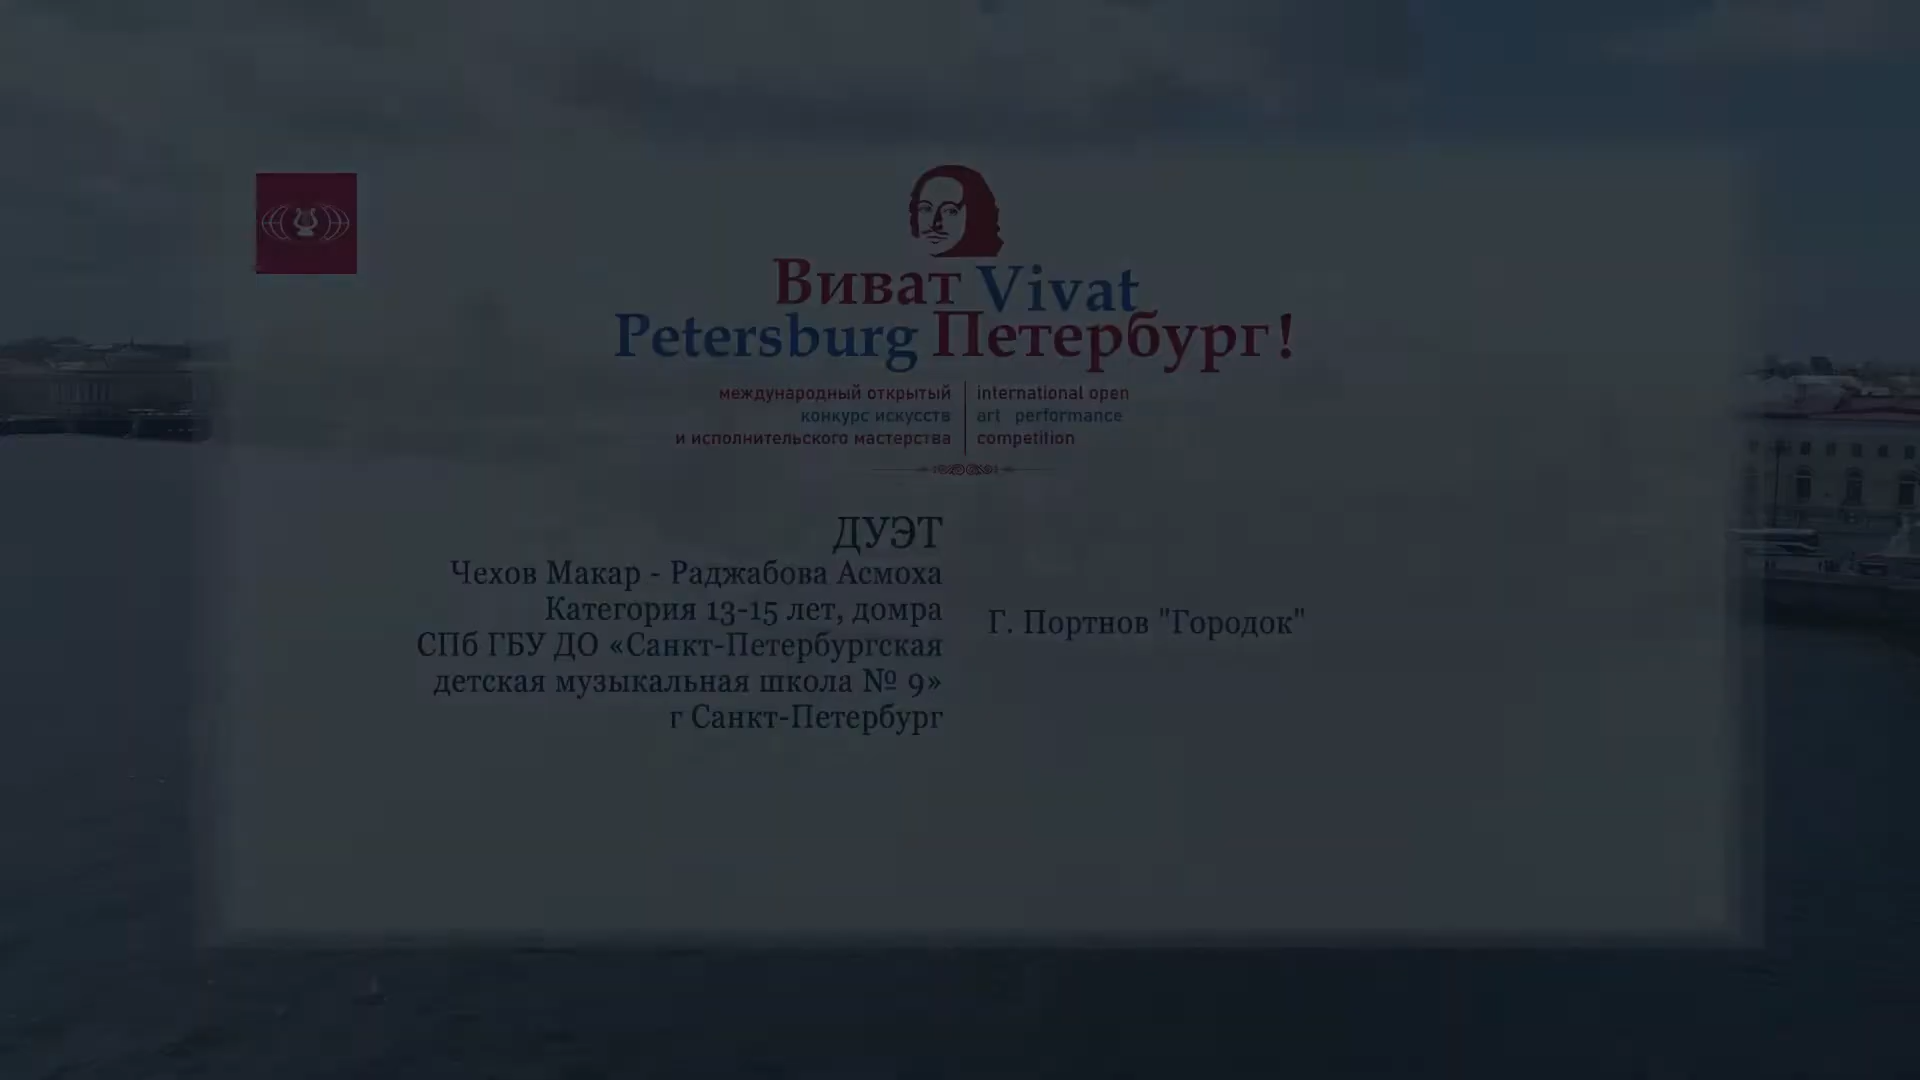 Виват Vivat
Petersburg Петербург!
международный открытый
конкурс искусств
и исполнительского мастерства
international open
art performance
competition
ДУЭТ
Чехов Макар - Раджабова Асмоха
Категория 13-15 лет, домра
СПб ГБУ ДО «Санкт-Петербургская
детская музыкальная школа № 9»
г Санкт-Петербург
Г. Портнов "Городок"